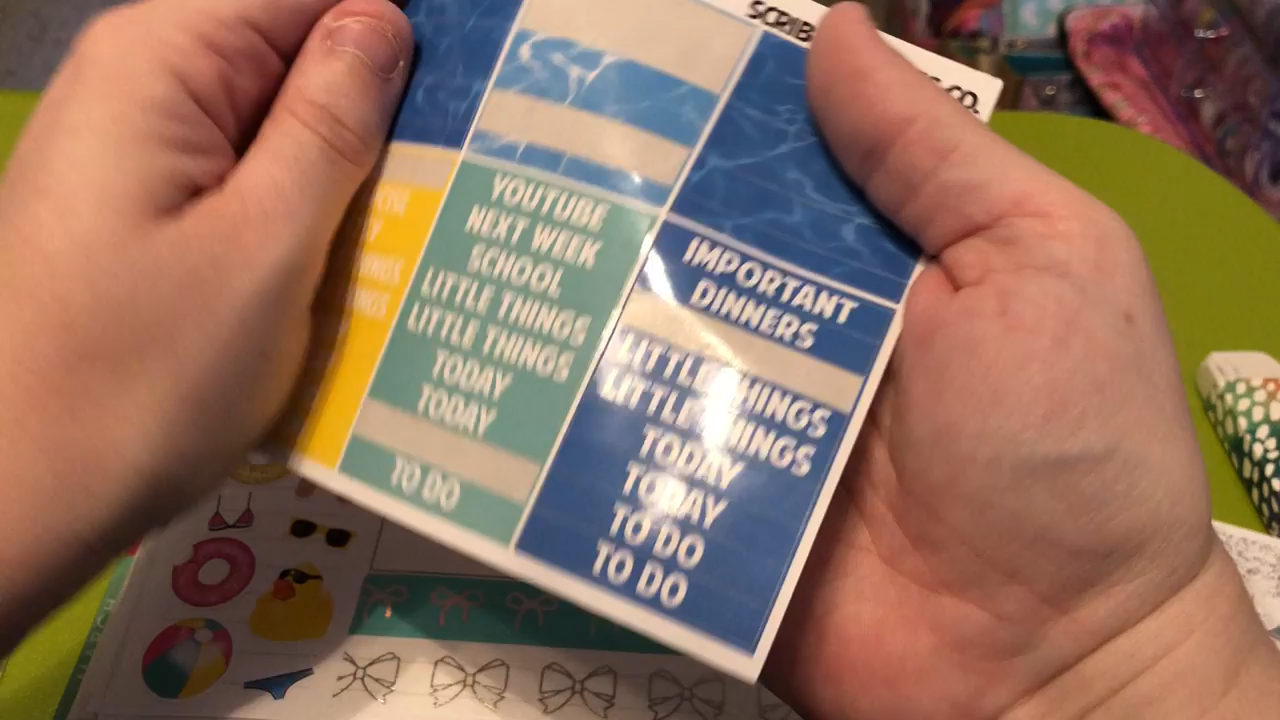 CO.
YOUTUBE
NEXT WEEK
SCHOOL
LITTLE THINGS
LITTLE THINGS
TODAY
TODAY
TO DO
IMPORTANT
DINNERS
LITTLE THINGS
LITTLE THINGS
TODAY
TODAY
TO DO
TO DO
MARCH